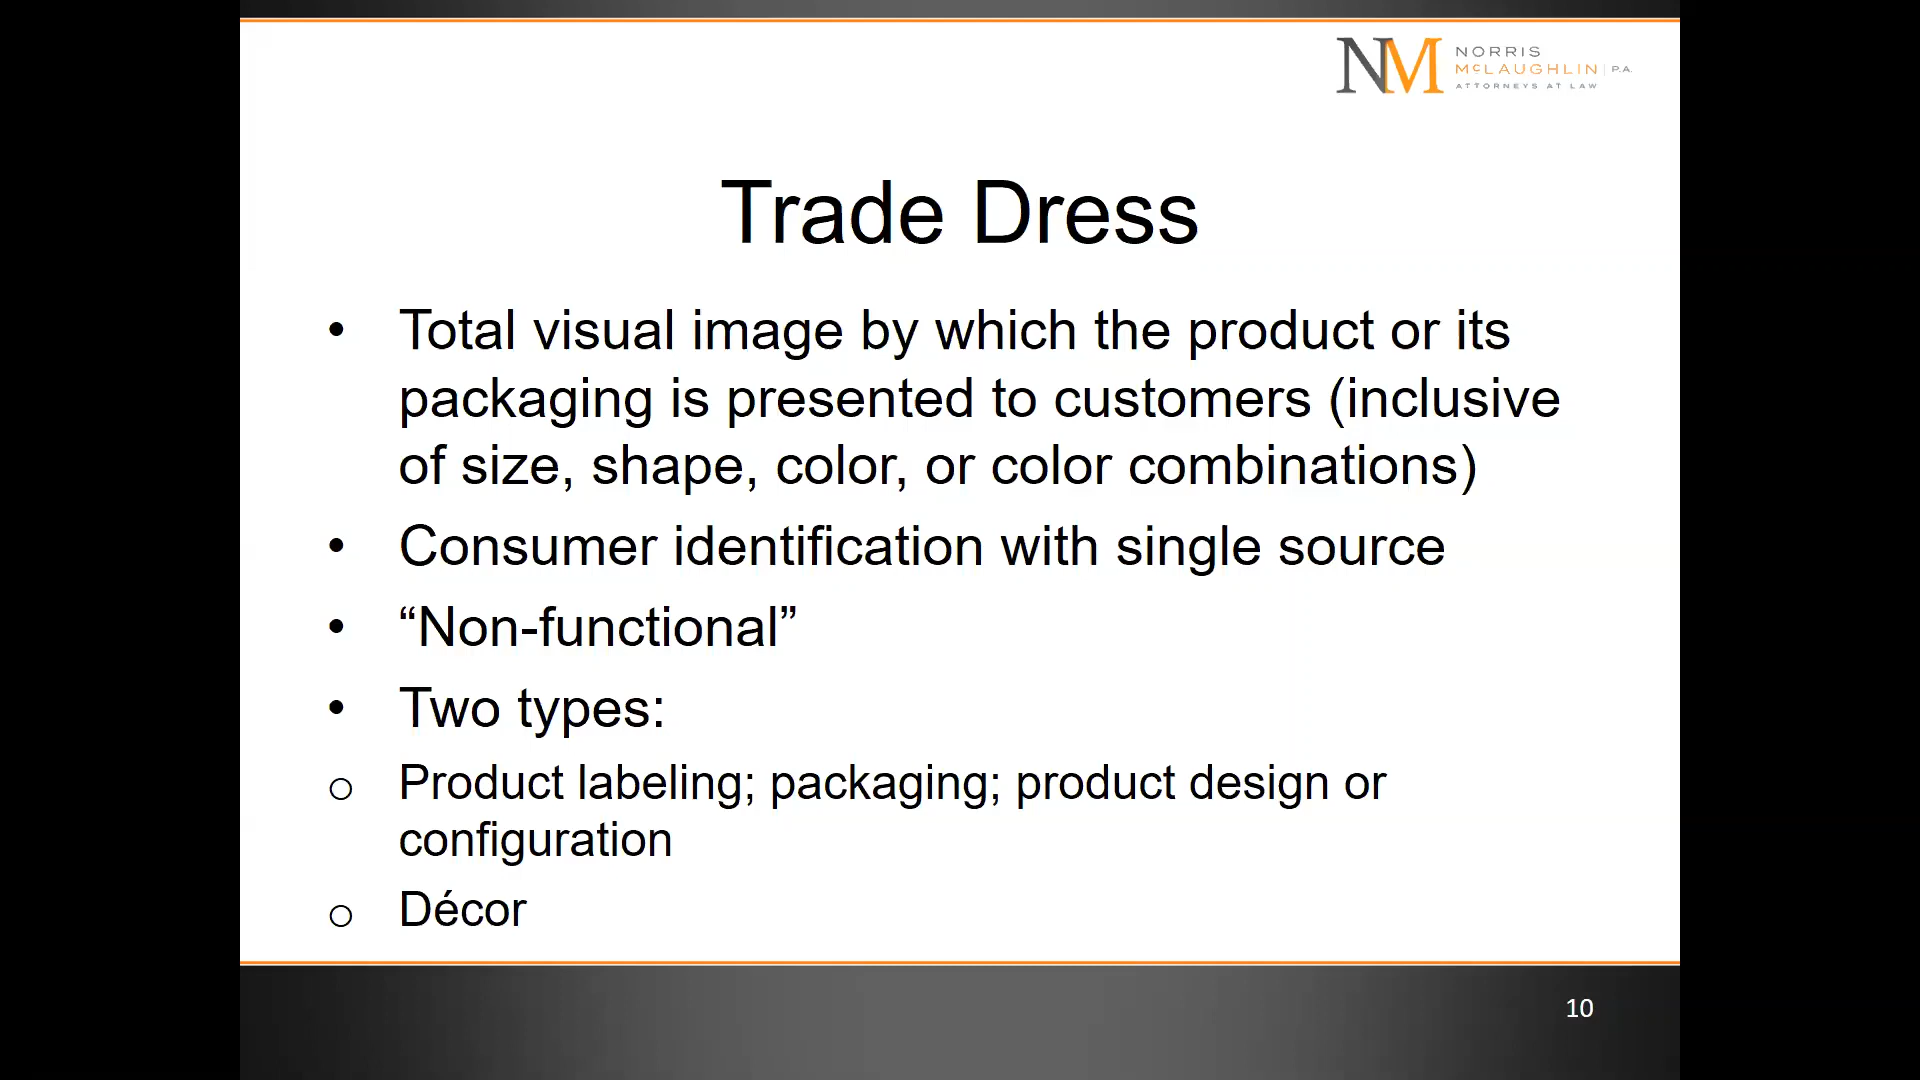 NM
NORRIS
McLAUGHLIN | P.A.
ATTORNEYS AT LAW
Trade Dress
• Total visual image by which the product or its
packaging is presented to customers (inclusive
of size, shape, color, or color combinations)
• Consumer identification with single source
• “Non-functional”
• Two types:
o Product labeling; packaging; product design or
configuration
o Décor
10